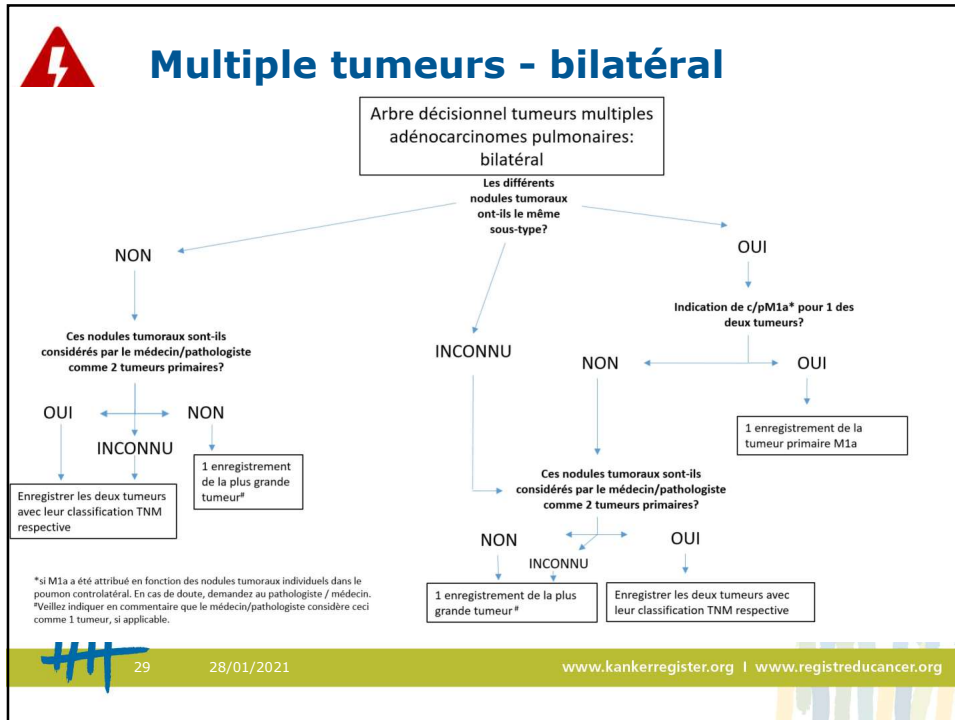 Multiple tumeurs - bilatéral
Arbre décisionnel tumeurs multiples
adénocarcinomes pulmonaires:
bilatéral
Les différents
nodules tumoraux
ont-ils le même
sous-type?
NON
Ces nodules tumoraux sont-ils
considérés par le médecin/pathologiste
comme 2 tumeurs primaires?
OUI
NON
INCONNU
Enregistrer les deux tumeurs
avec leur classification TNM
respective
1 enregistrement
de la plus grande
tumeur#
INCONNU
OUI
Indication de c/pM1a* pour 1 des
deux tumeurs?
NON
OUI
1 enregistrement de la
tumeur primaire M1a
Ces nodules tumoraux sont-ils
considérés par le médecin/pathologiste
comme 2 tumeurs primaires?
NON
INCONNU
OUI
1 enregistrement de la plus
grande tumeur #
Enregistrer les deux tumeurs avec
leur classification TNM respective
*si M1a a été attribué en fonction des nodules tumoraux individuels dans le
poumon controlatéral. En cas de doute, demandez au pathologiste / médecin.
#Veillez indiquer en commentaire que le médecin/pathologiste considère ceci
comme 1 tumeur, si applicable.
29 28/01/2021 www.kankerregister.org I www.registreducancer.org